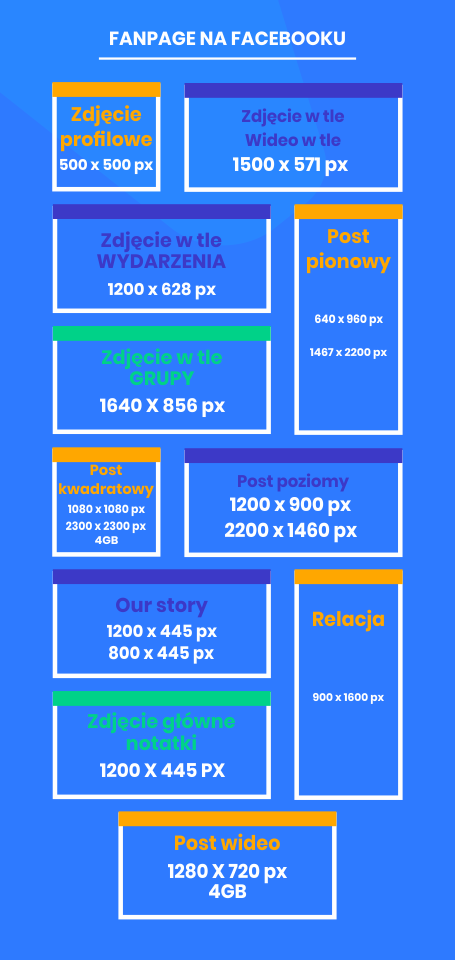 FANPAGE NA FACEBOOKU
Zdjęcie
profilowe
500 x 500 px
Zdjęcie w tle
Wideo w tle
1500 x 571 px
Zdjęcie w tle
WYDARZENIA
1200 x 628 px
Post
pionowy
640 x 960 px
1467 x 2200 px
Zdjęcie w tle
GRUPY
1640 X 856 px
Post
kwadratowy
1080 x 1080 px
2300 x 2300 px
4GB
Post poziomy
1200 x 900 px
2200 x 1460 px
Our story
1200 x 445 px
800 x 445 px
Relacja
900 x 1600 px
Zdjęcie główne
notatki
1200 X 445 PX
Post wideo
1280 X 720 px
4GB